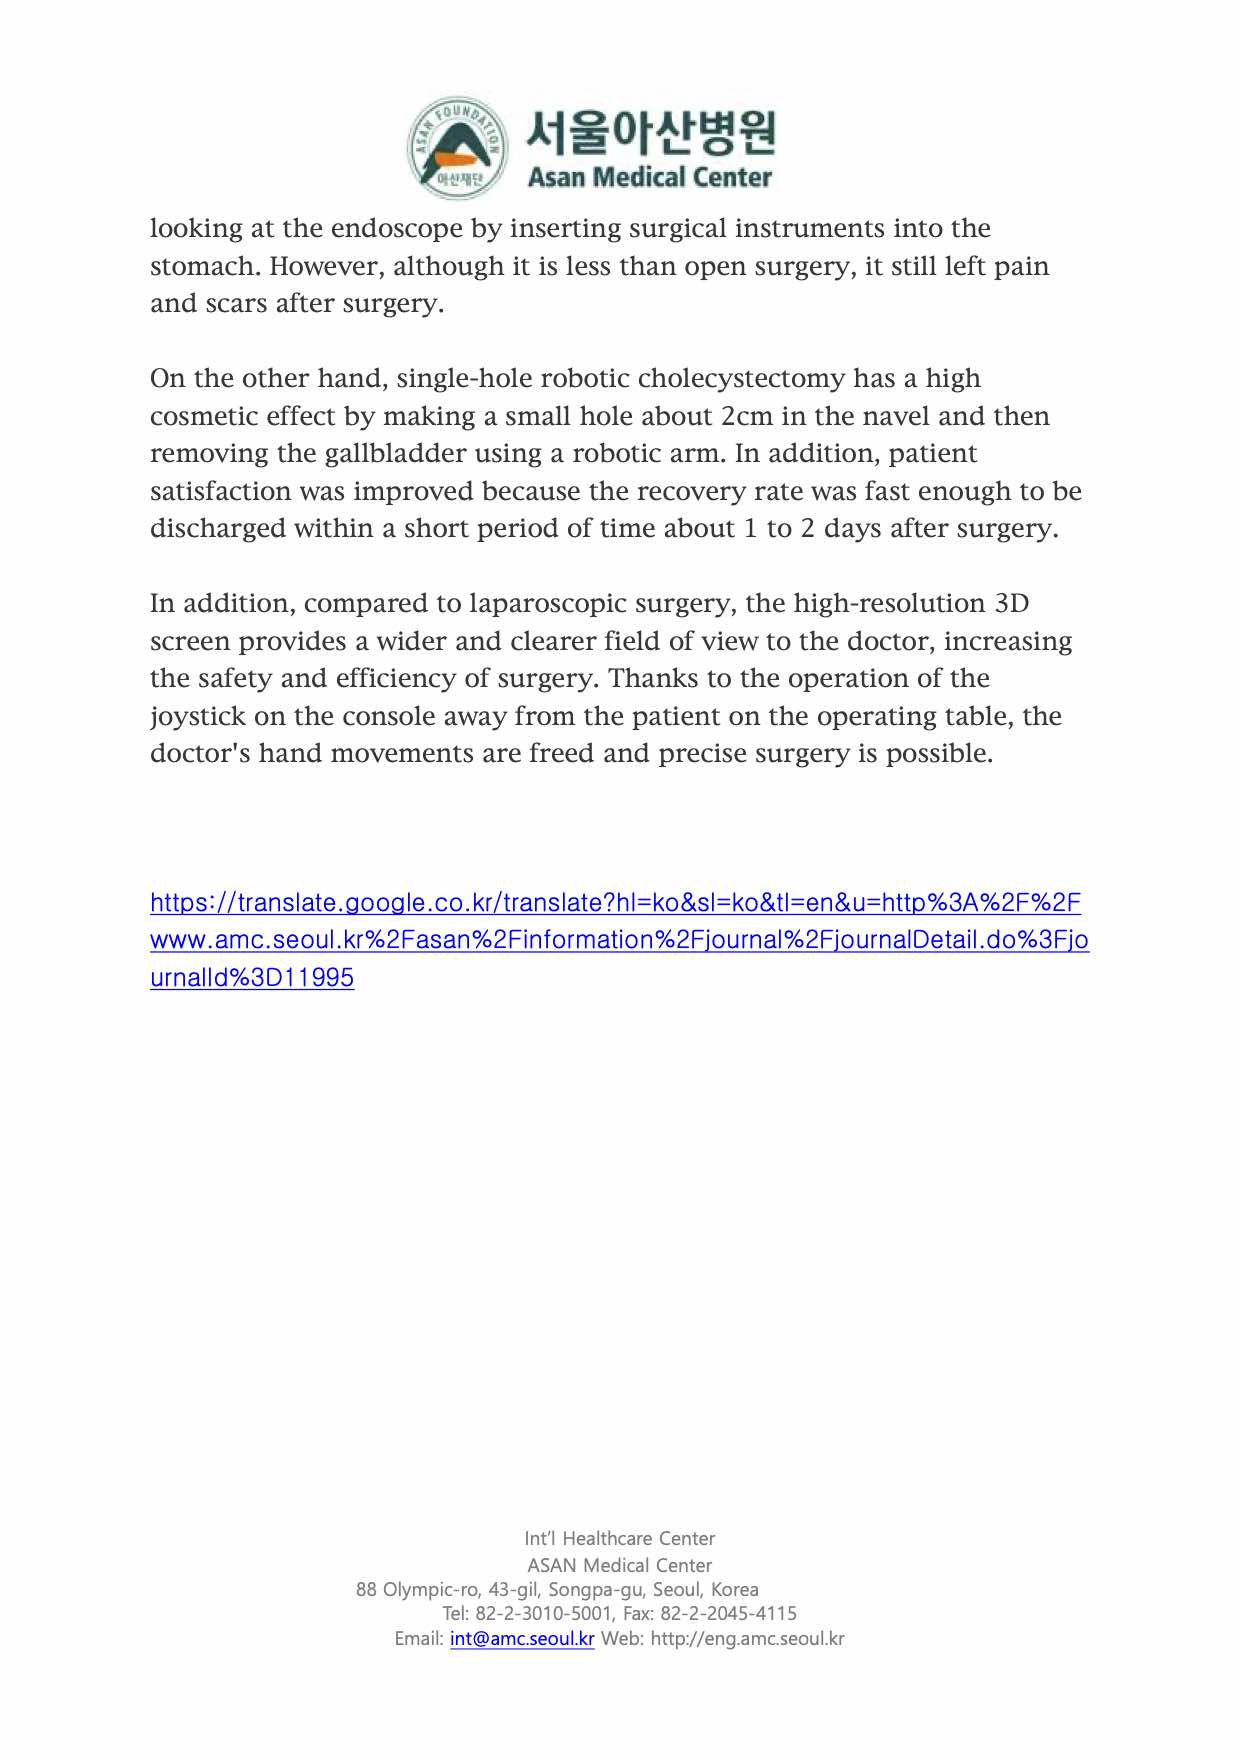 ASAN FOUNDATION
아산재단
서울아산병원
Asan Medical Center
looking at the endoscope by inserting surgical instruments into the
stomach. However, although it is less than open surgery, it still left pain
and scars after surgery.
On the other hand, single-hole robotic cholecystectomy has a high
cosmetic effect by making a small hole about 2cm in the navel and then
removing the gallbladder using a robotic arm. In addition, patient
satisfaction was improved because the recovery rate was fast enough to be
discharged within a short period of time about 1 to 2 days after surgery.
In addition, compared to laparoscopic surgery, the high-resolution 3D
screen provides a wider and clearer field of view to the doctor, increasing
the safety and efficiency of surgery. Thanks to the operation of the
joystick on the console away from the patient on the operating table, the
doctor's hand movements are freed and precise surgery is possible.
https://translate.google.co.kr/translate?hl=ko&sl=ko&tl=en&u=http%3A%2F%2F
www.amc.seoul.kr%2Fasan%2Finformation%2Fjournal%2FjournalDetail.do%3Fjo
urnalId%3D11995
Int’l Healthcare Center
ASAN Medical Center
88 Olympic-ro, 43-gil, Songpa-gu, Seoul, Korea
Tel: 82-2-3010-5001, Fax: 82-2-2045-4115
Email: int@amc.seoul.kr Web: http://eng.amc.seoul.kr